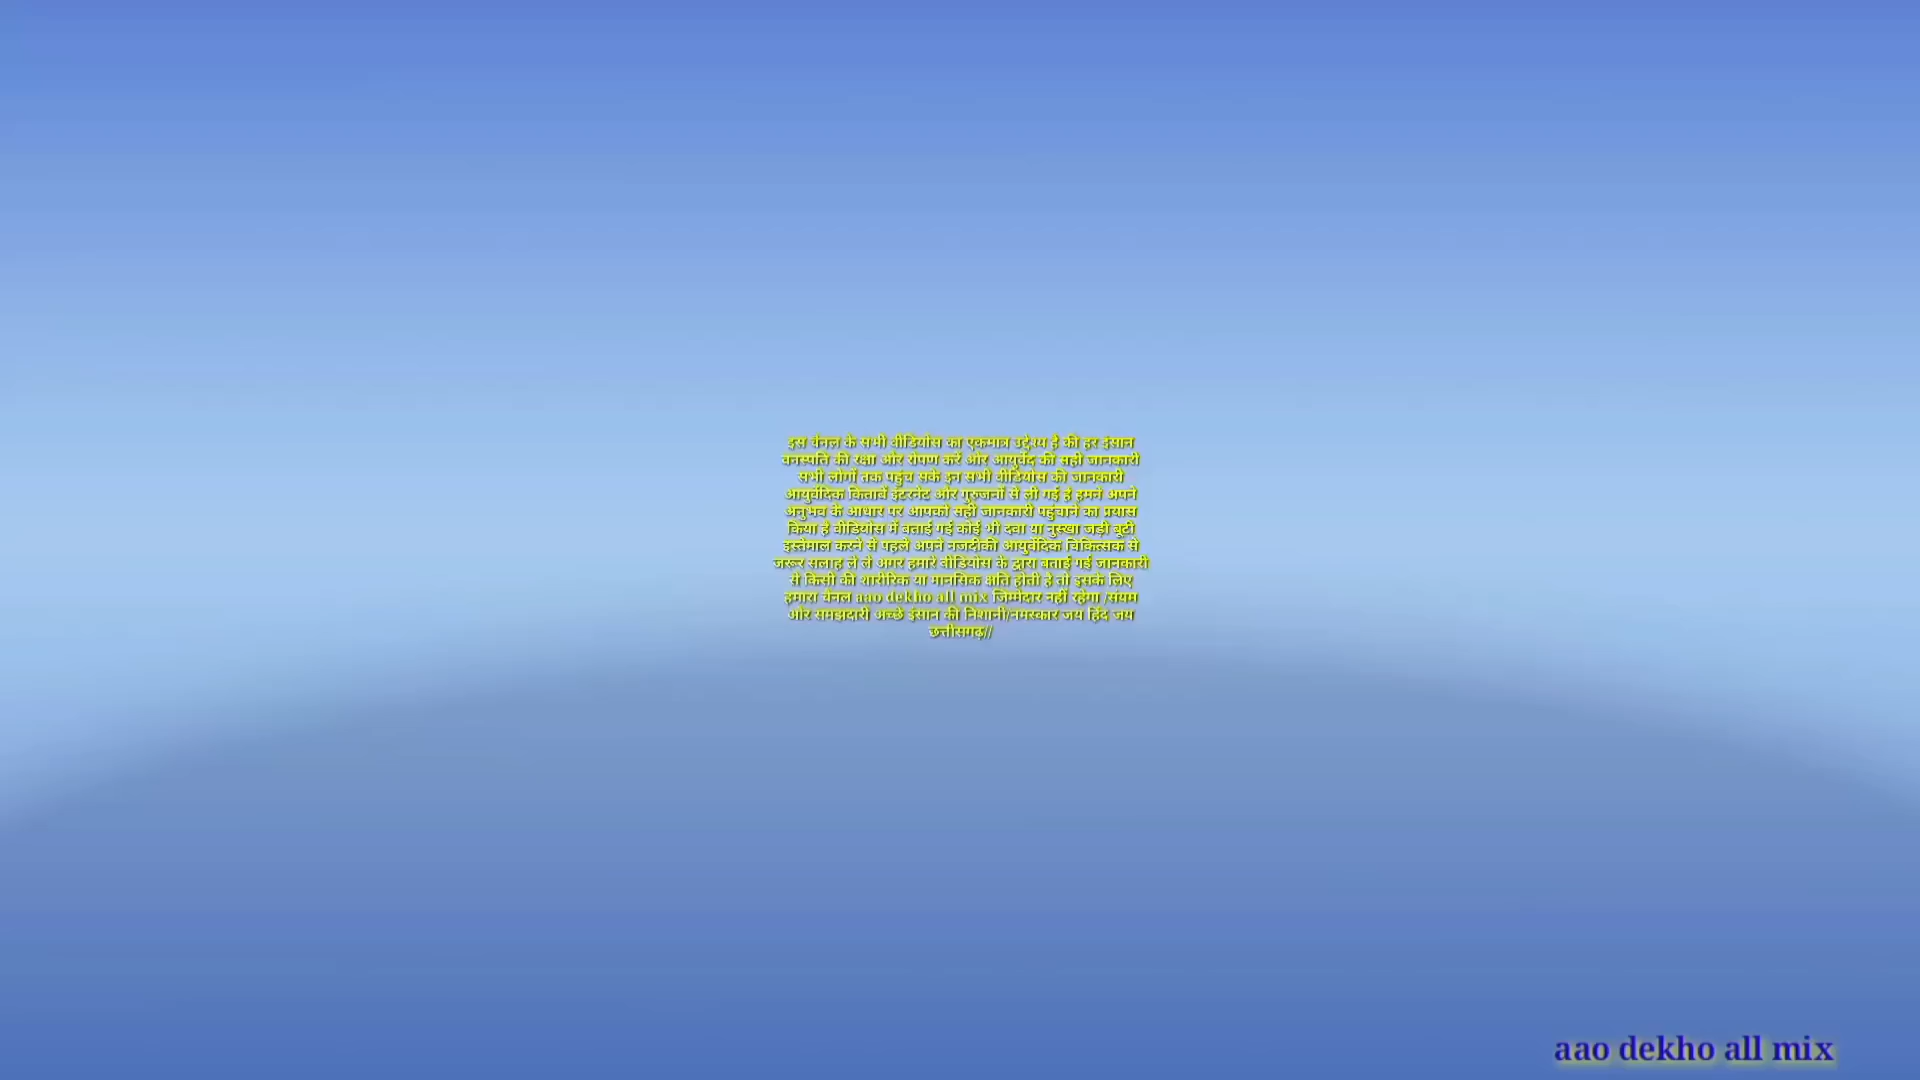 इस चैनल के सभी वीडियोस का एकमात्र उद्देश्य है की हर इंसान
वनस्पति की रक्षा और रोपण करें और आयुर्वेद की सही जानकारी
सभी लोगों तक पहुंच सके इन सभी वीडियोस की जानकारी
आयुर्वेदिक किताबें इंटरनेट और गुरुजनों से ली गई है हमने अपने
अनुभव के आधार पर आपको सही जानकारी पहुंचाने का प्रयास
किया है वीडियोस में बताई गई कोई भी दवा या नुस्खा जड़ी बूटी
इस्तेमाल करने से पहले अपने नजदीकी आयुर्वेदिक चिकित्सक से
जरूर सलाह ले ले अगर हमारे वीडियोस के द्वारा बताई गई जानकारी
से किसी की शारीरिक या मानसिक क्षति होती है तो इसके लिए
हमारा चैनल aao dekho all mix जिम्मेदार नहीं रहेगा /संयम
और समझदारी अच्छे इंसान की निशानी/नमस्कार जय हिंद जय
छत्तीसगढ़//
aao dekho all mix